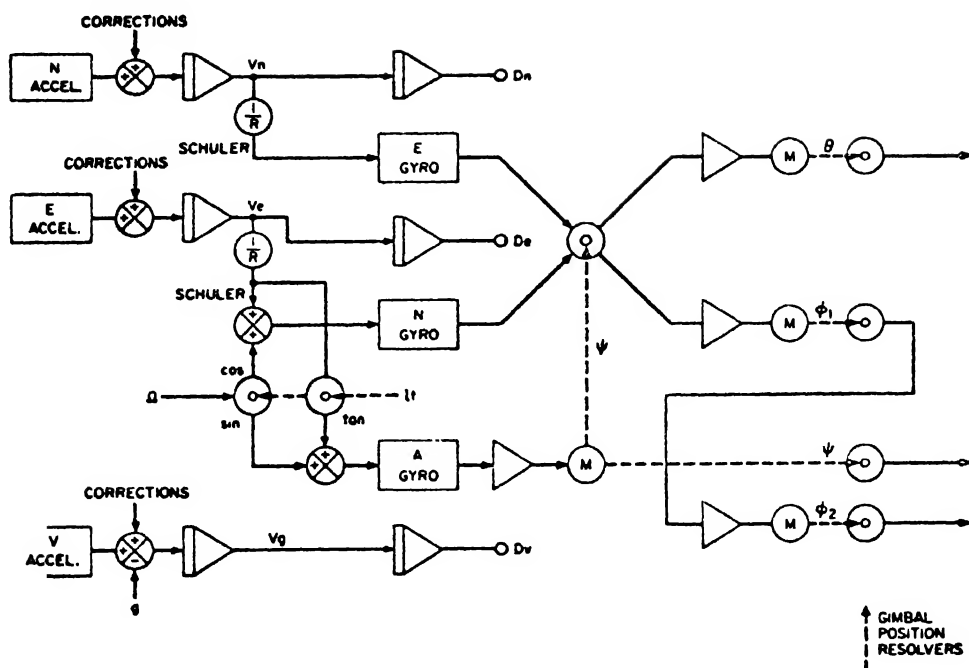 CORRECTIONS
N
ACCEL.
+
+
Vn
Dn
1
R
SCHULER
E
GYRO
M
θ
CORRECTIONS
E
ACCEL.
+
+
Ve
De
1
R
SCHULER
+
+
N
GYRO
M
ϕ1
ψ
cos
Ω
sin
tan
lt
+
+
A
GYRO
M
ψ
CORRECTIONS
V
ACCEL.
+
+
-
Vg
Dv
g
M
ϕ2
GIMBAL
POSITION
RESOLVERS